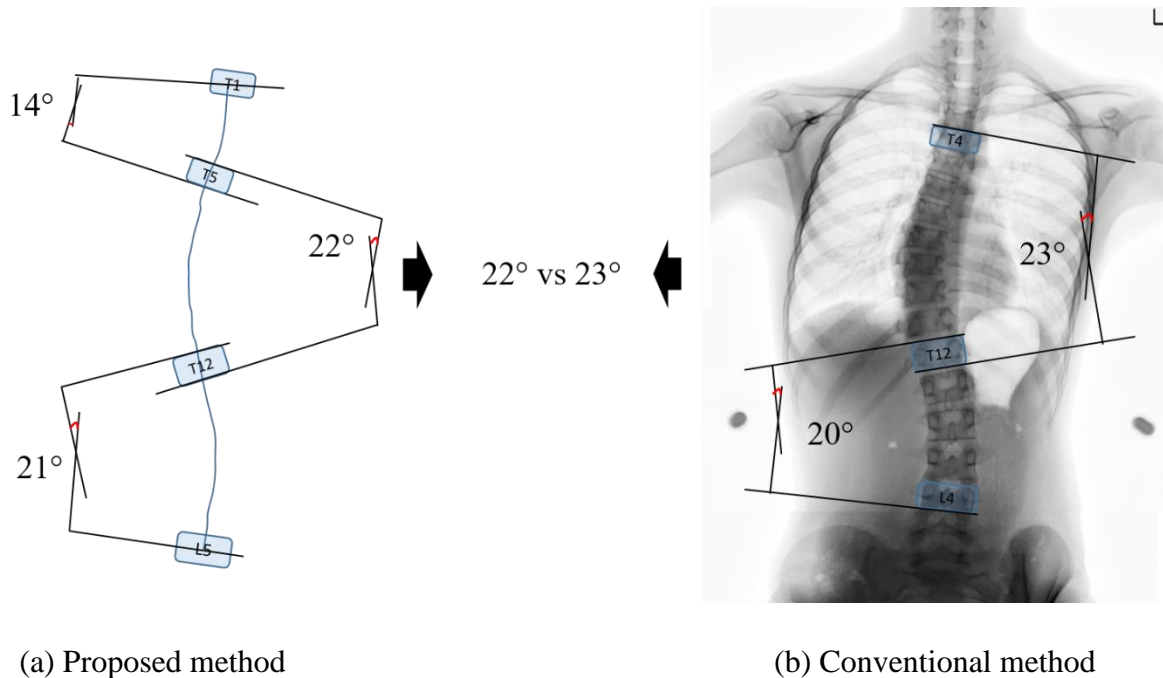 T1
14°
T5
22°
T12
21°
L5
22° vs 23°
T4
23°
T12
20°
L4
(a) Proposed method
(b) Conventional method